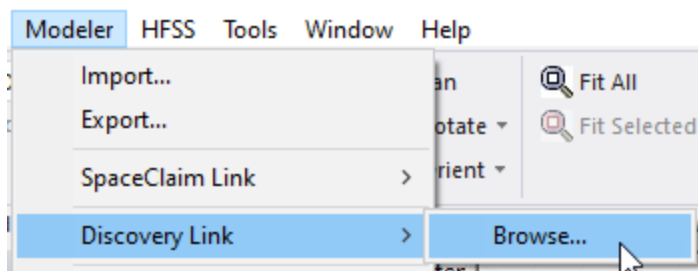 Modeler HFSS Tools Window Help
Import...
Export...
SpaceClaim Link
Discovery Link
Browse...
Fit All
Fit Selected